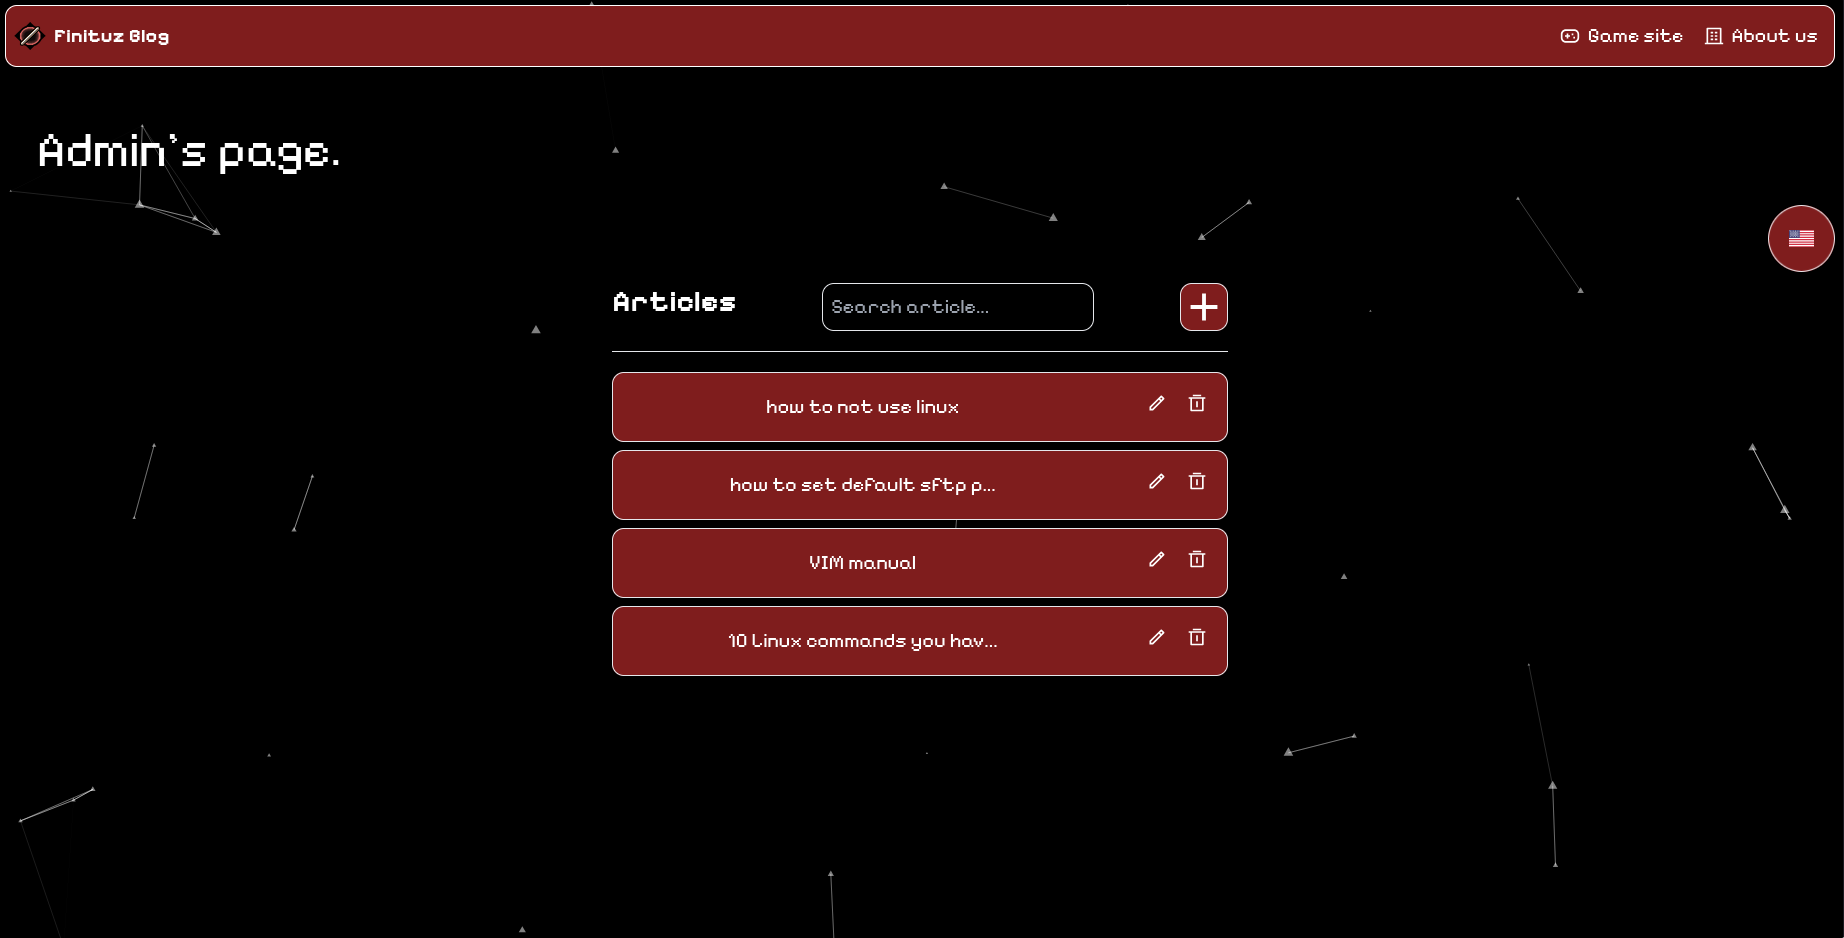 Finituz Blog
Game site
About us
Admin's page.
Articles
Search article...
how to not use linux
how to set default sftp p...
VIM manual
10 Linux commands you hav...